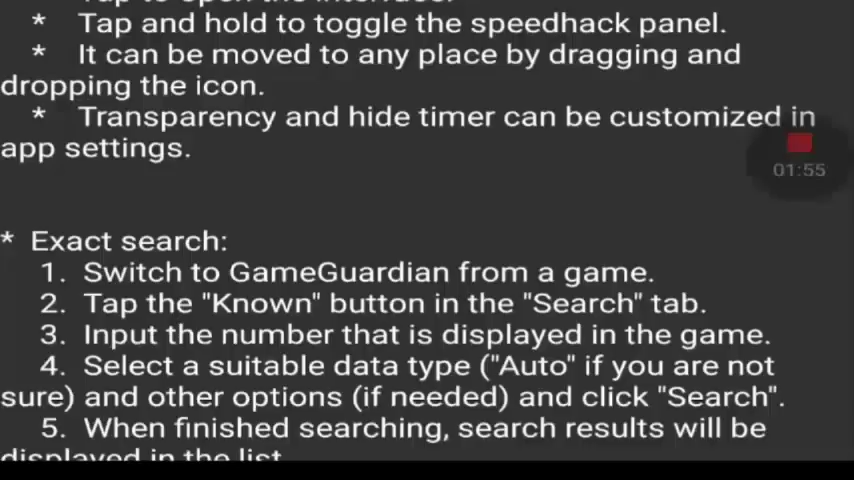 * Tap and hold to toggle the speedhack panel.
* It can be moved to any place by dragging and
dropping the icon.
* Transparency and hide timer can be customized in
app settings.
01:55
* Exact search:
1. Switch to GameGuardian from a game.
2. Tap the "Known" button in the "Search" tab.
3. Input the number that is displayed in the game.
4. Select a suitable data type ("Auto" if you are not
sure) and other options (if needed) and click "Search".
5. When finished searching, search results will be
displayed in the list